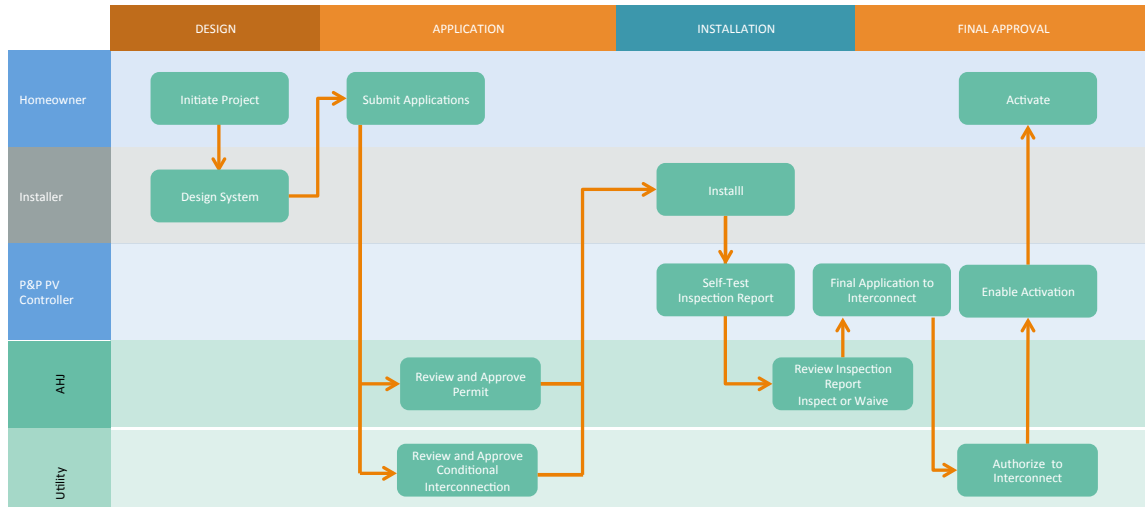 DESIGN
APPLICATION
INSTALLATION
FINAL APPROVAL
Homeowner
Initiate Project
Submit Applications
Activate
Installer
Design System
Installl
P&P PV
Controller
Self-Test
Inspection Report
Final Application to
Interconnect
Enable Activation
AHJ
Review and Approve
Permit
Review Inspection
Report
Inspect or Waive
Utility
Review and Approve
Conditional
Interconnection
Authorize to
Interconnect